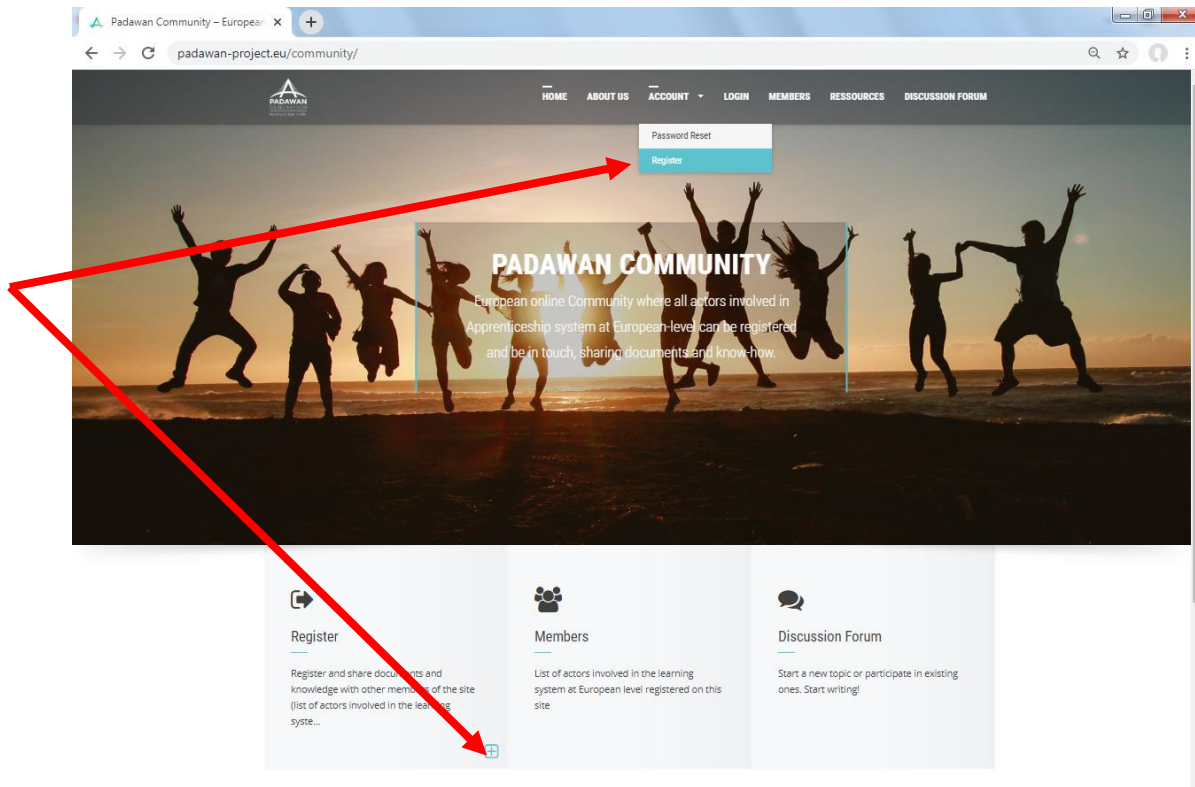 Padawan Community – European
padawan-project.eu/community/
PADAWAN
HOME ABOUT US ACCOUNT LOGIN MEMBERS RESSOURCES DISCUSSION FORUM
Password Reset
Register
PADAWAN COMMUNITY
European online Community where all actors involved in
Apprenticeship system at European-level can be registered
and be in touch, sharing documents and know-how.
Register
Register and share documents and
knowledge with other members of the site
(list of actors involved in the learning
syste...
Members
List of actors involved in the learning
system at European level registered on this
site
Discussion Forum
Start a new topic or participate in existing
ones. Start writing!